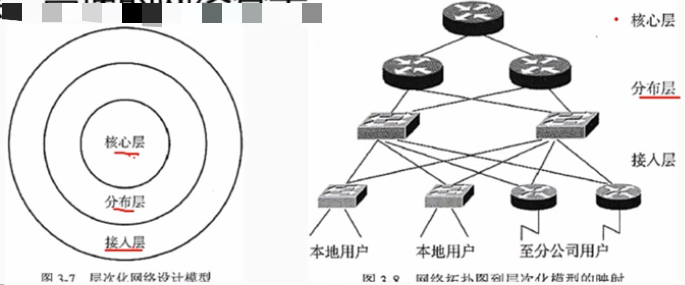 核心层
分布层
接入层
图 3-7 层次化网络设计模型
核心层
分布层
接入层
本地用户
本地用户
至分公司用户
图 3-8 网络拓扑图到层次化模型的映射